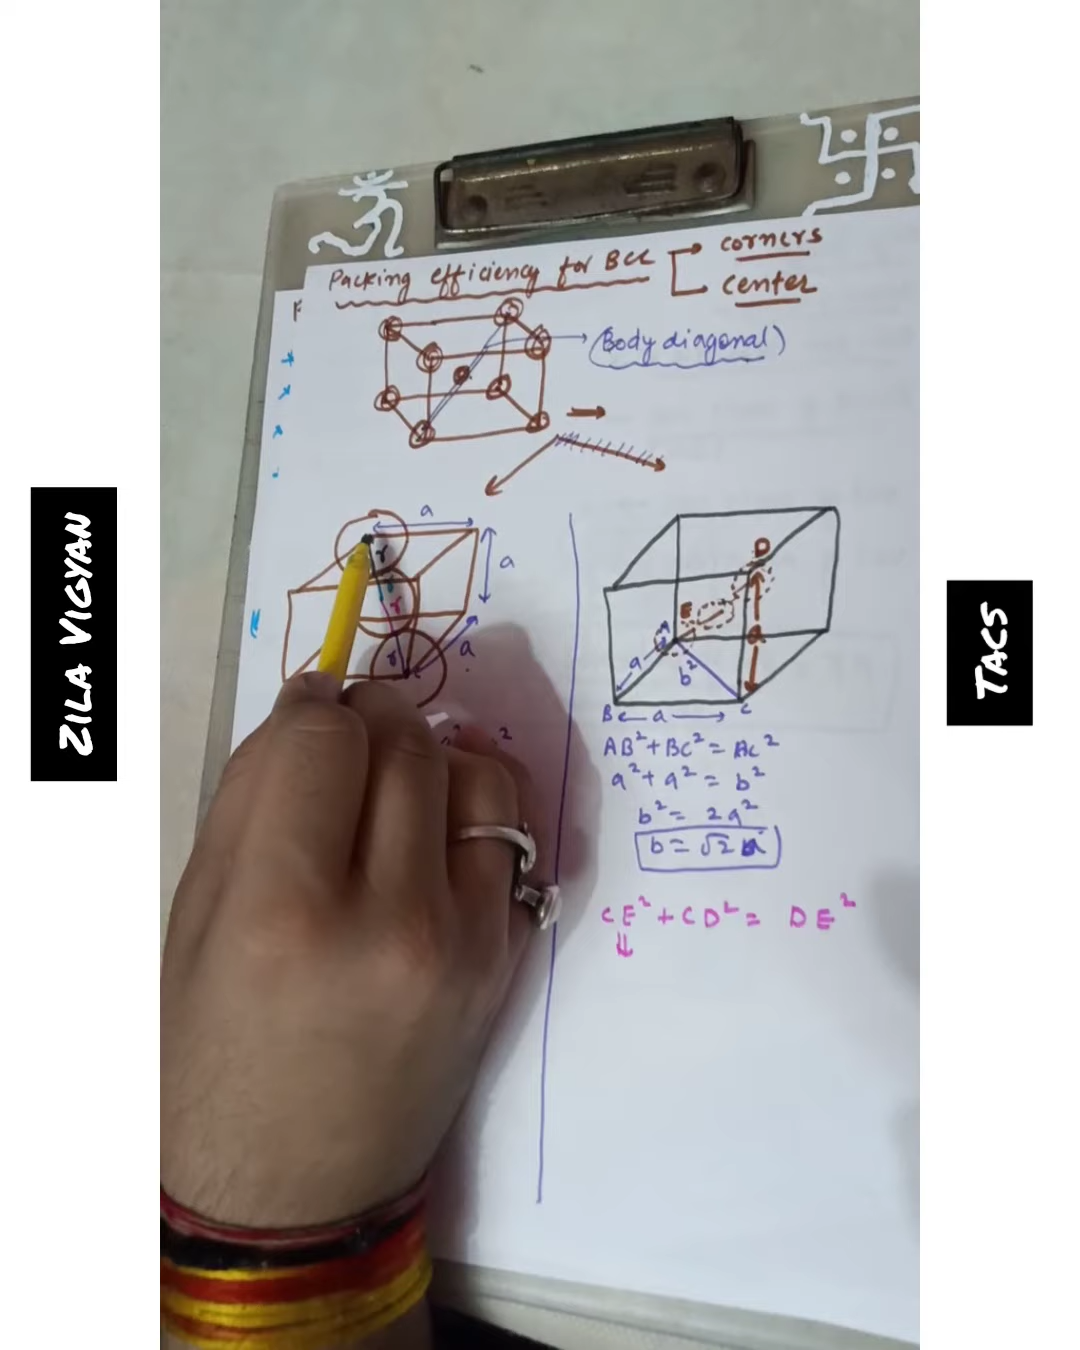 ZILA VIGYAN
TACS
ॐ
Packing efficiency for BCC
corners
center
(Body diagonal)
F
a
a
a
r
r
r
D
E
A
a
a
b²
B
a
C
AB² + BC² = AC²
a² + a² = b²
b² = 2a²
b = √2 a
CE² + CD² = DE²